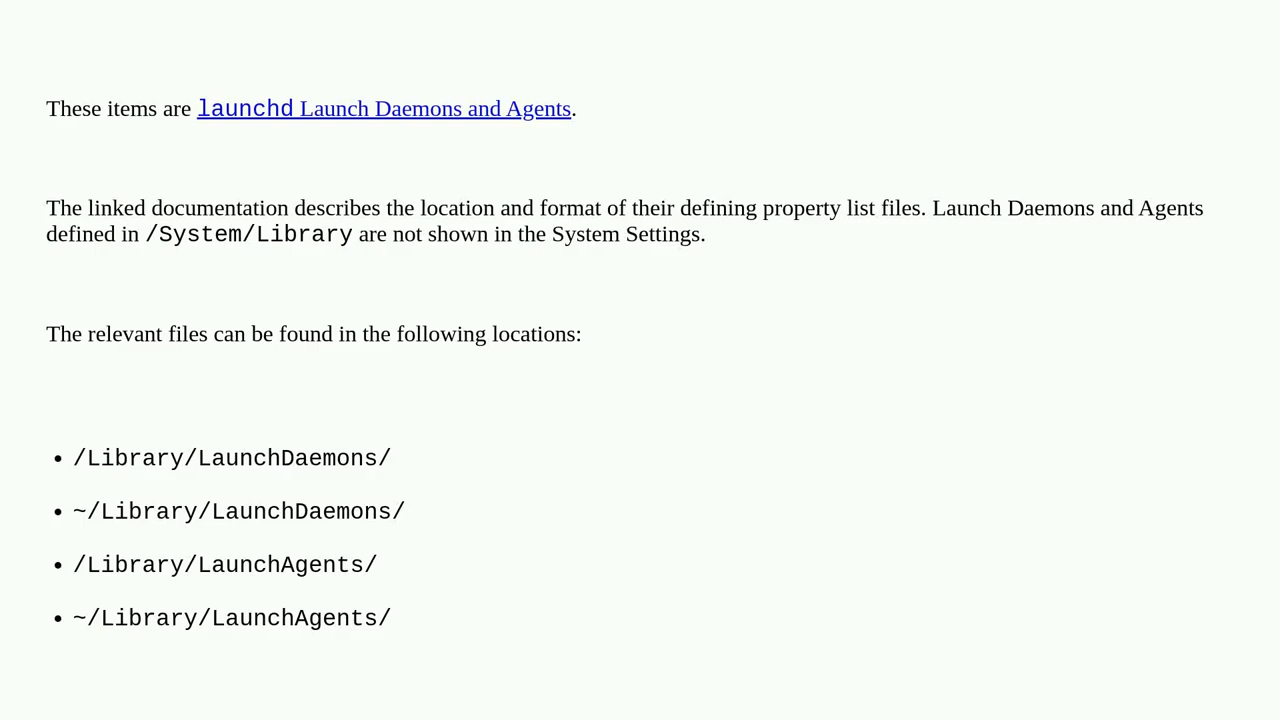 These items are launchd Launch Daemons and Agents.
The linked documentation describes the location and format of their defining property list files. Launch Daemons and Agents
defined in /System/Library are not shown in the System Settings.
The relevant files can be found in the following locations:
• /Library/LaunchDaemons/
• ~/Library/LaunchDaemons/
• /Library/LaunchAgents/
• ~/Library/LaunchAgents/